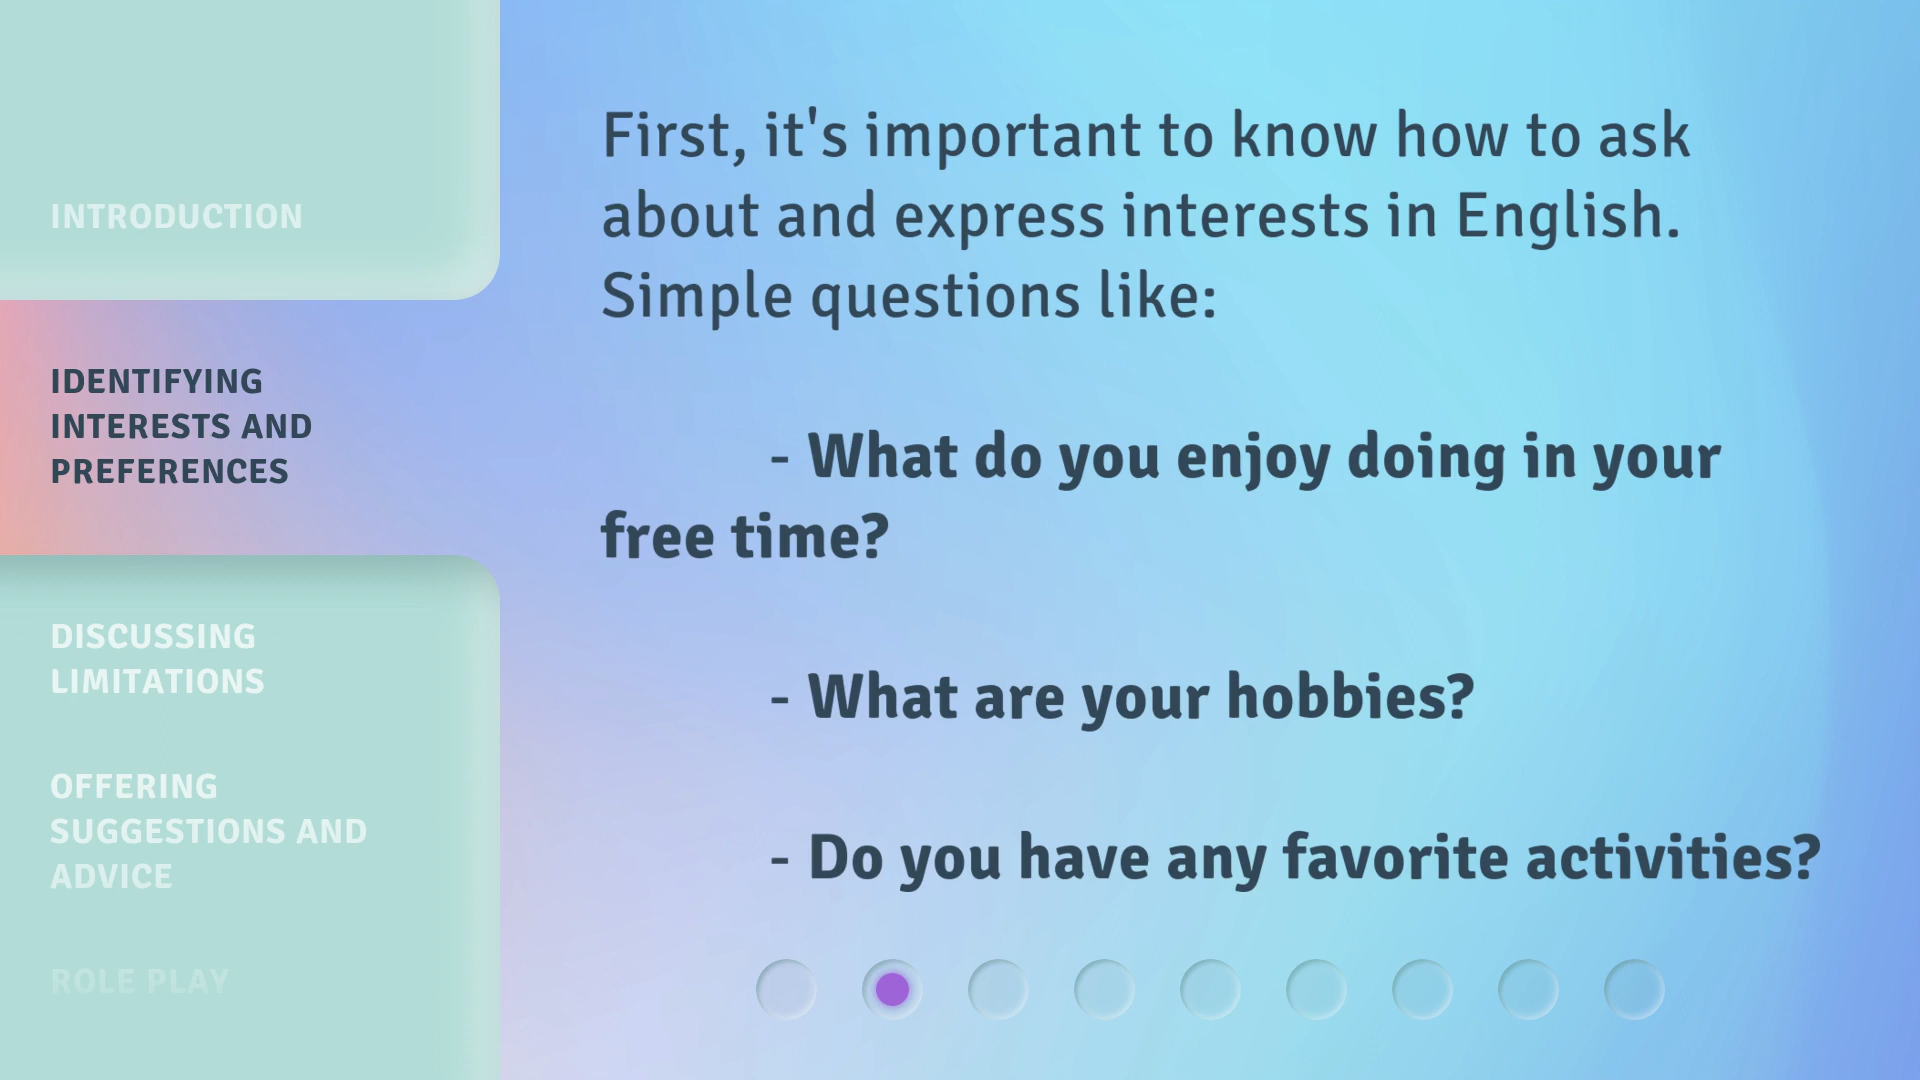 INTRODUCTION
IDENTIFYING
INTERESTS AND
PREFERENCES
DISCUSSING
LIMITATIONS
OFFERING
SUGGESTIONS AND
ADVICE
ROLE PLAY
First, it's important to know how to ask
about and express interests in English.
Simple questions like:
- What do you enjoy doing in your
free time?
- What are your hobbies?
- Do you have any favorite activities?